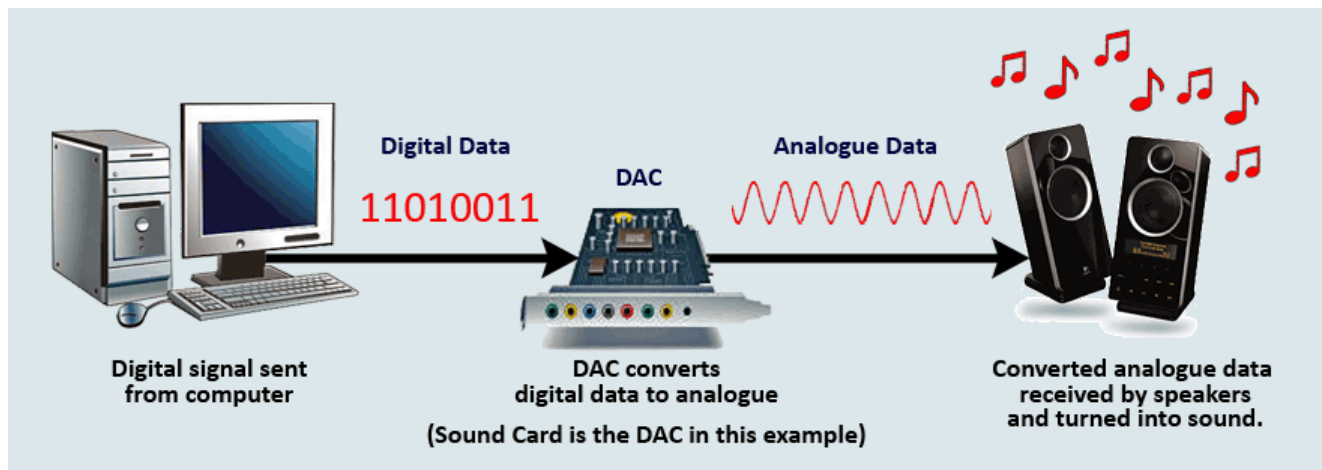 Digital Data
11010011
DAC
Analogue Data
Digital signal sent
from computer
DAC converts
digital data to analogue
(Sound Card is the DAC in this example)
Converted analogue data
received by speakers
and turned into sound.